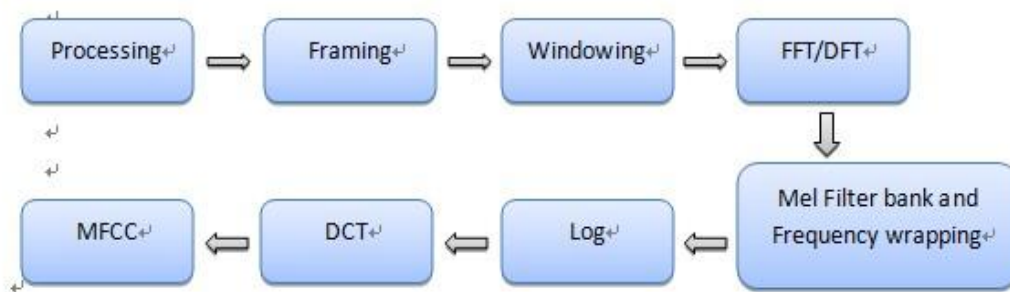 Processing
Framing
Windowing
FFT/DFT
Mel Filter bank and
Frequency wrapping
Log
DCT
MFCC